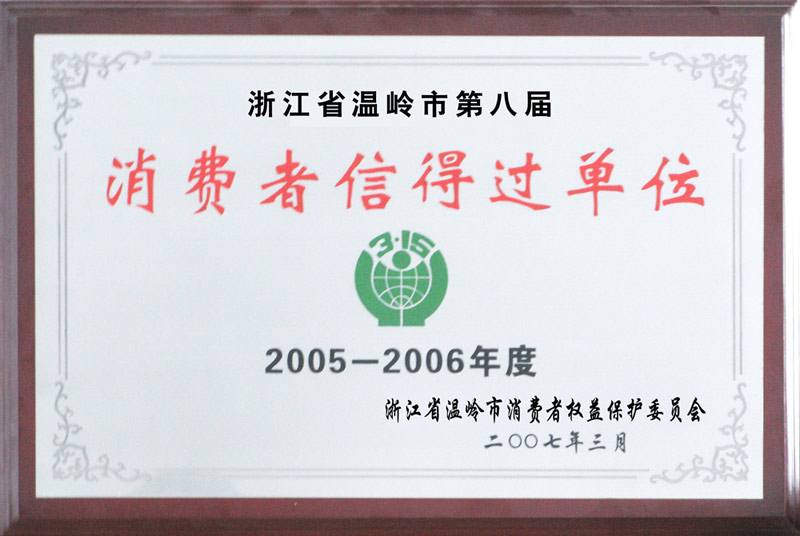 浙江省温岭市第八届
消费者信得过单位
3·15
2005—2006年度
浙江省温岭市消费者权益保护委员会
二〇〇七年三月